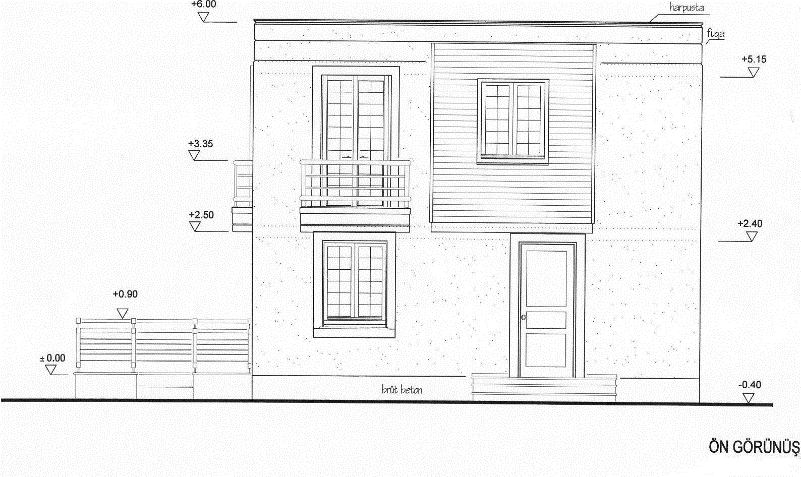 +6.00
harpuşta
fuga
+5.15
+3.35
+2.50
+2.40
+0.90
± 0.00
brüt beton
-0.40
ÖN GÖRÜNÜŞ